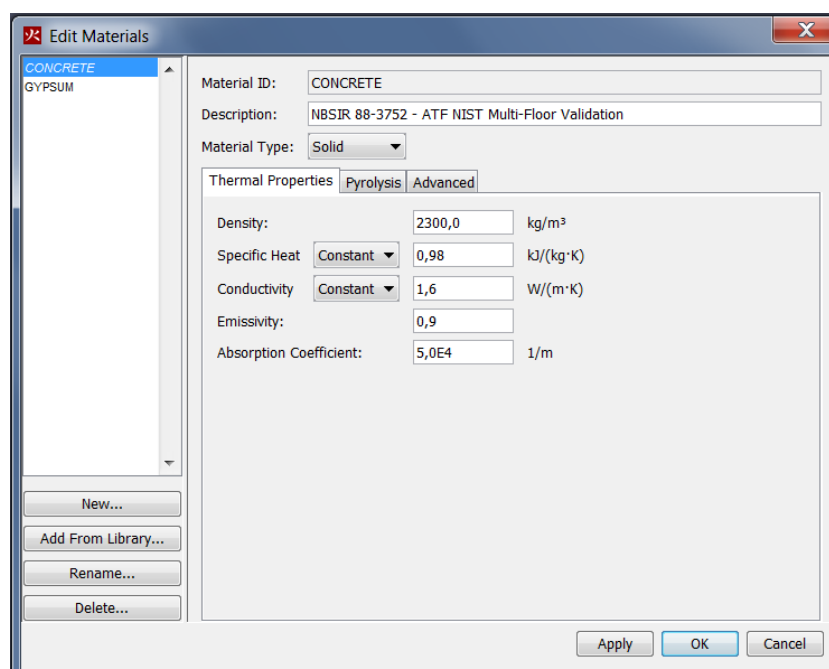 火 Edit Materials
CONCRETE
GYPSUM
Material ID: CONCRETE
Description: NBSIR 88-3752 - ATF NIST Multi-Floor Validation
Material Type: Solid
Thermal Properties Pyrolysis Advanced
Density: 2300,0 kg/m³
Specific Heat Constant 0,98 kJ/(kg·K)
Conductivity Constant 1,6 W/(m·K)
Emissivity: 0,9
Absorption Coefficient: 5,0E4 1/m
New...
Add From Library...
Rename...
Delete...
Apply OK Cancel